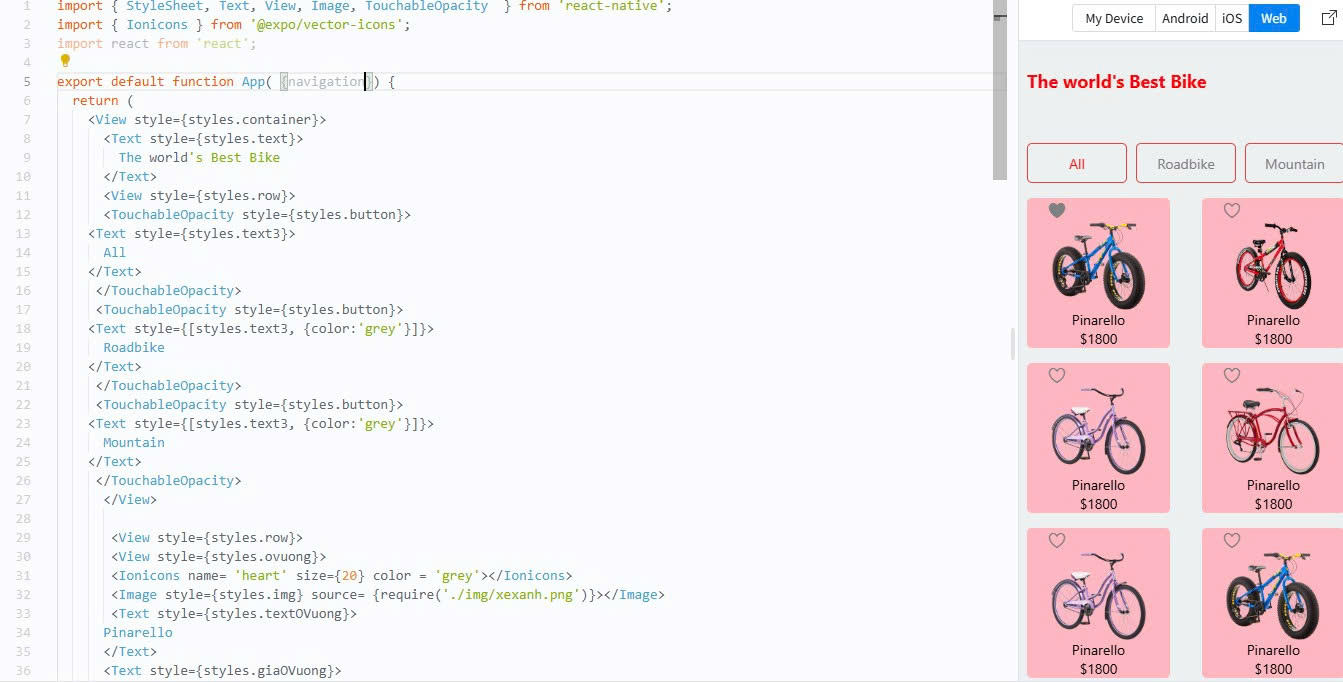 1 import { StyleSheet, Text, View, Image, TouchableOpacity  } from 'react-native';
2 import { Ionicons } from '@expo/vector-icons';
3 import react from 'react';
4
5 export default function App( {navigation}) {
6 return (
7 <View style={styles.container}>
8 <Text style={styles.text}>
9 The world's Best Bike
10 </Text>
11 <View style={styles.row}>
12 <TouchableOpacity style={styles.button}>
13 <Text style={styles.text3}>
14 All
15 </Text>
16 </TouchableOpacity>
17 <TouchableOpacity style={styles.button}>
18 <Text style={[styles.text3, {color:'grey'}]}>
19 Roadbike
20 </Text>
21 </TouchableOpacity>
22 <TouchableOpacity style={styles.button}>
23 <Text style={[styles.text3, {color:'grey'}]}>
24 Mountain
25 </Text>
26 </TouchableOpacity>
27 </View>
28
29 <View style={styles.row}>
30 <View style={styles.ovuong}>
31 <Ionicons name= 'heart' size={20} color = 'grey'></Ionicons>
32 <Image style={styles.img} source= {require('./img/xexanh.png')}></Image>
33 <Text style={styles.textOVuong}>
34 Pinarello
35 </Text>
36 <Text style={styles.giaOVuong}>
My Device Android iOS Web
The world's Best Bike
All Roadbike Mountain
Pinarello Pinarello
$1800 $1800
Pinarello Pinarello
$1800 $1800
Pinarello Pinarello
$1800 $1800